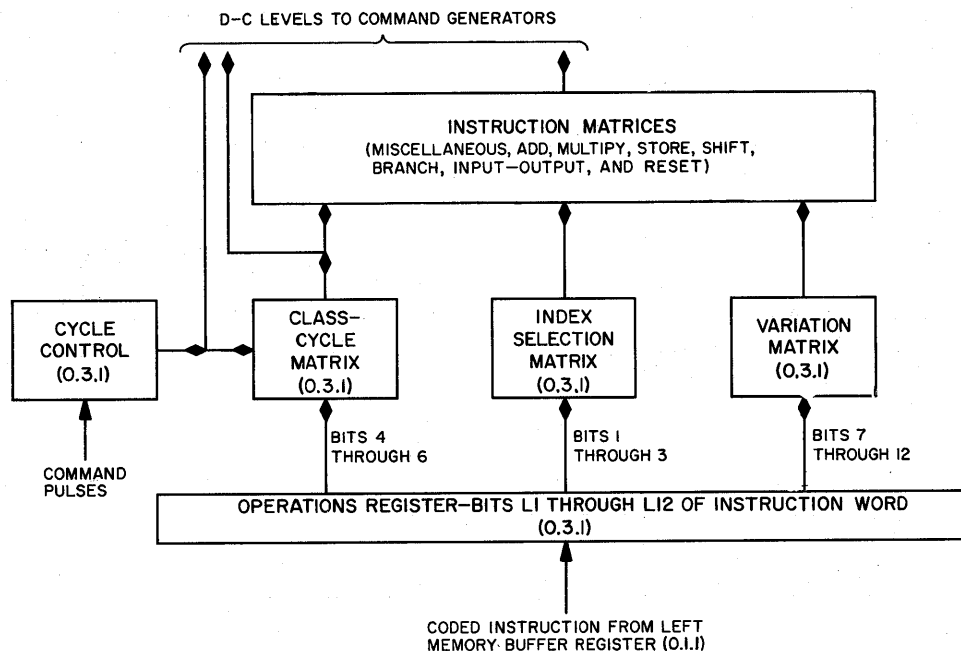 D-C LEVELS TO COMMAND GENERATORS
INSTRUCTION MATRICES
(MISCELLANEOUS, ADD, MULTIPY, STORE, SHIFT,
BRANCH, INPUT-OUTPUT, AND RESET)
CYCLE
CONTROL
(0.3.1)
CLASS-
CYCLE
MATRIX
(0.3.1)
INDEX
SELECTION
MATRIX
(0.3.1)
VARIATION
MATRIX
(0.3.1)
COMMAND
PULSES
BITS 4
THROUGH 6
BITS 1
THROUGH 3
BITS 7
THROUGH 12
OPERATIONS REGISTER-BITS L1 THROUGH L12 OF INSTRUCTION WORD
(0.3.1)
CODED INSTRUCTION FROM LEFT
MEMORY BUFFER REGISTER (0.1.1)